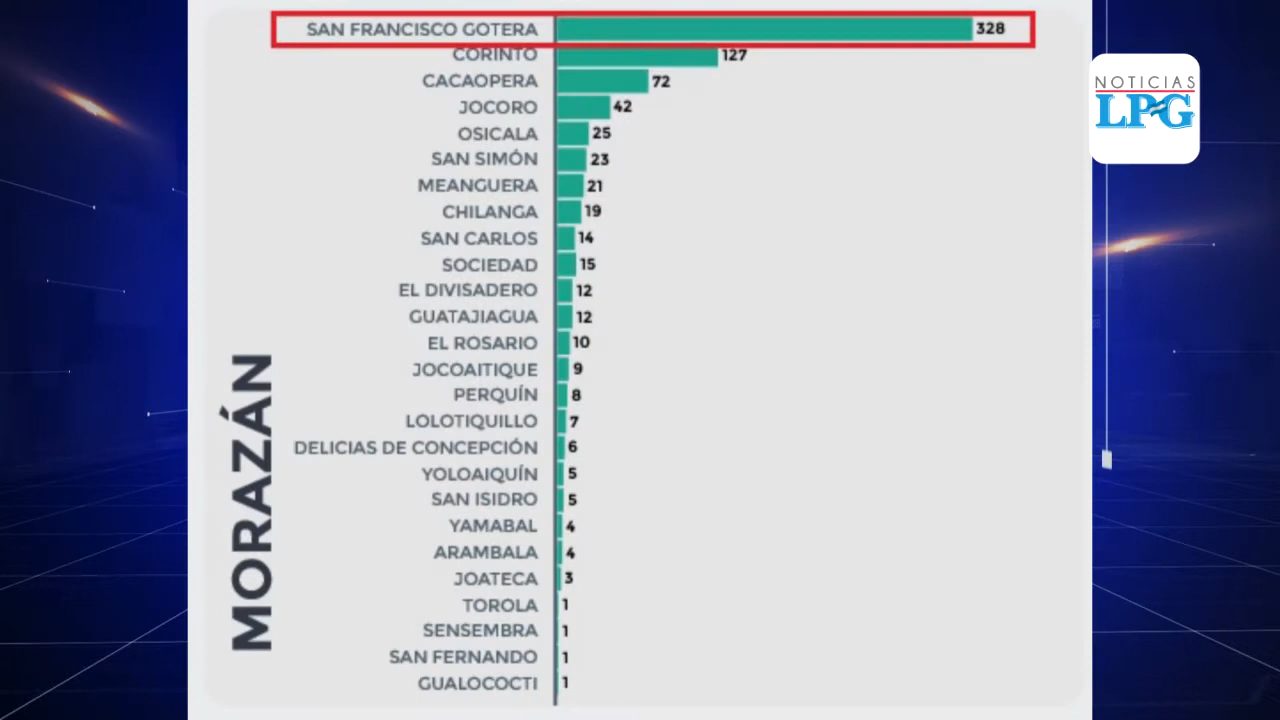 SAN FRANCISCO GOTERA 328
CORINTO 127
CACAOPERA 72
JOCORO 42
OSICALA 25
SAN SIMÓN 23
MEANGUERA 21
CHILANGA 19
SAN CARLOS 14
SOCIEDAD 15
EL DIVISADERO 12
GUATAJIAGUA 12
EL ROSARIO 10
JOCOAITIQUE 9
PERQUÍN 8
LOLOTIQUILLO 7
DELICIAS DE CONCEPCIÓN 6
YOLOAIQUÍN 5
SAN ISIDRO 5
YAMABAL 4
ARAMBALA 4
JOATECA 3
TOROLA 1
SENSEMBRA 1
SAN FERNANDO 1
GUALOCOCTI 1
MORAZÁN
NOTICIAS
LPG